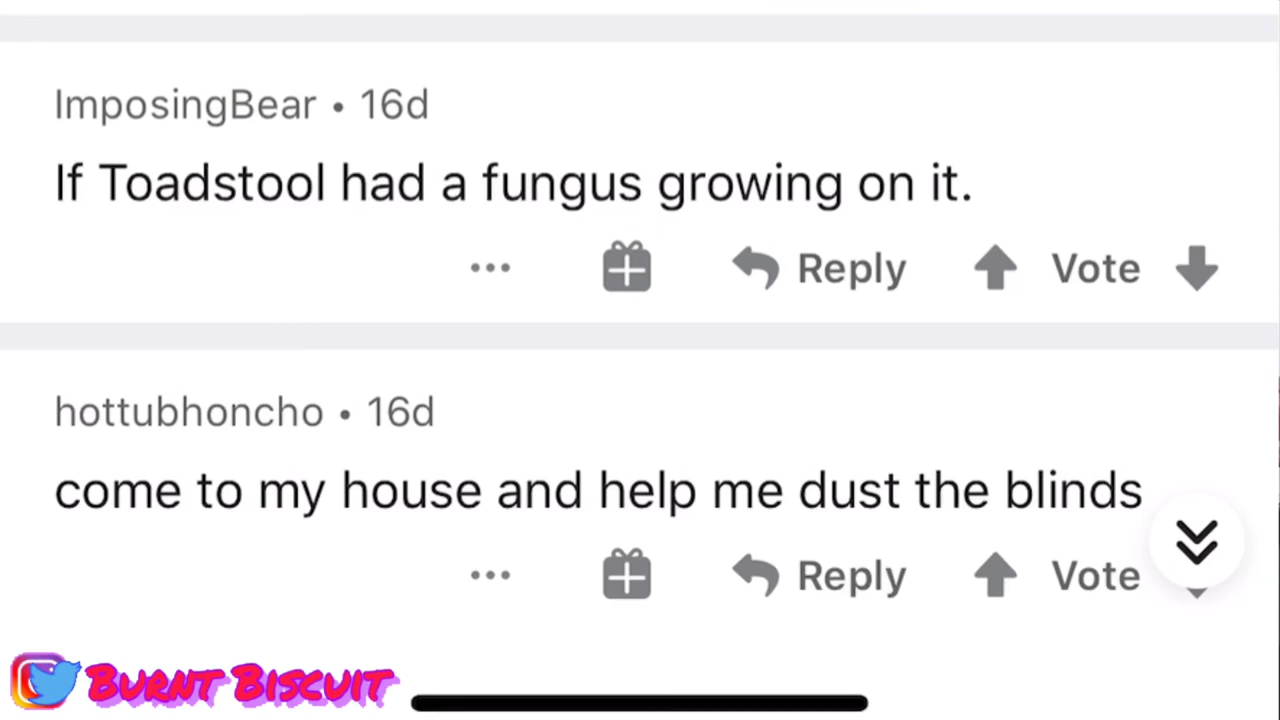 ImposingBear • 16d
If Toadstool had a fungus growing on it.
Reply Vote
hottubhoncho • 16d
come to my house and help me dust the blinds
Reply Vote
Burnt Biscuit